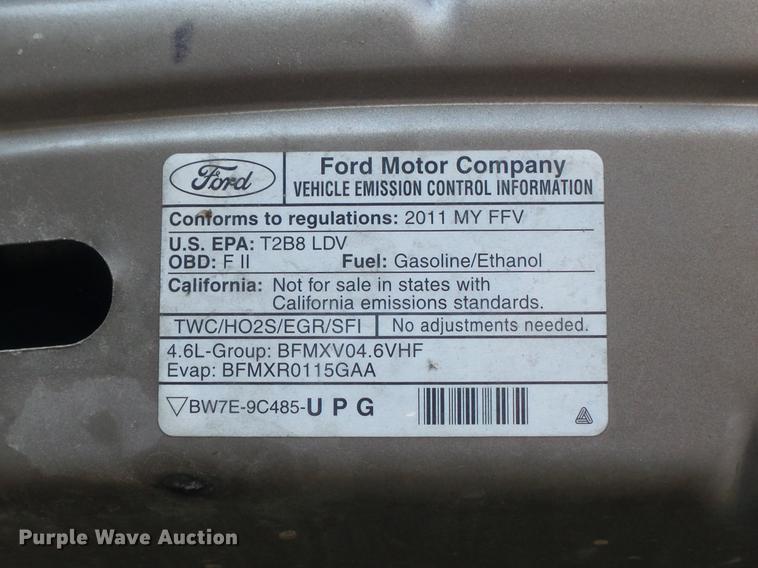 Ford
Ford Motor Company
VEHICLE EMISSION CONTROL INFORMATION
Conforms to regulations: 2011 MY FFV
U.S. EPA: T2B8 LDV
OBD: F II Fuel: Gasoline/Ethanol
California: Not for sale in states with
California emissions standards.
TWC/HO2S/EGR/SFI No adjustments needed.
4.6L-Group: BFMXV04.6VHF
Evap: BFMXR0115GAA
BW7E-9C485-UPG
Purple Wave Auction